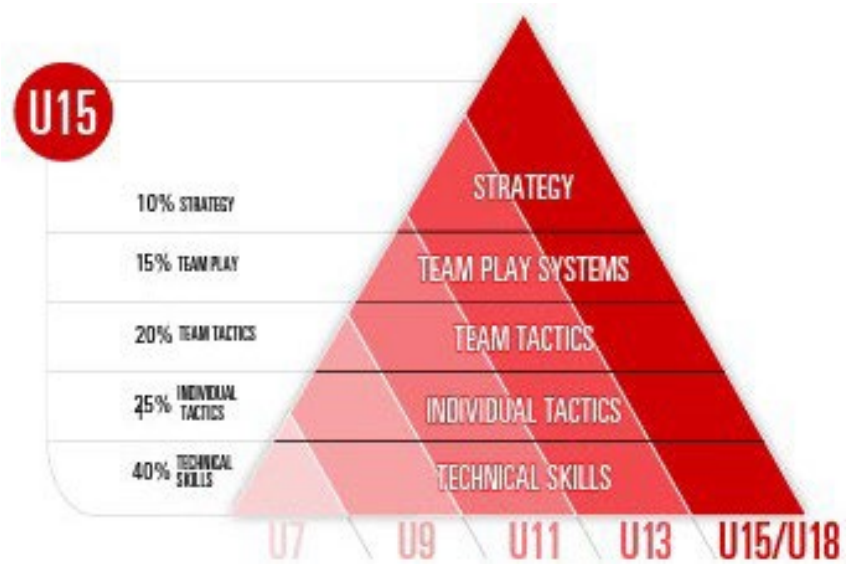 U15
STRATEGY
10% STRATEGY
15% TEAM PLAY
TEAM PLAY SYSTEMS
20% TEAM TACTICS
TEAM TACTICS
25% INDIVIDUAL
TACTICS
INDIVIDUAL TACTICS
40% TECHNICAL
SKILLS
TECHNICAL SKILLS
U7 U9 U11 U13 U15/U18